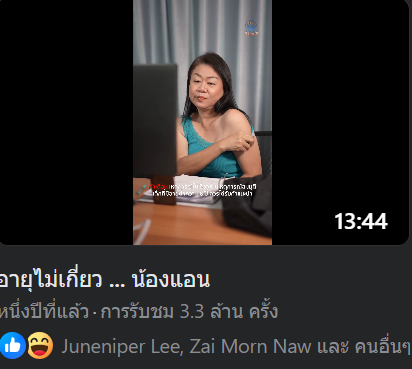 13:44
อายุไม่เกี่ยว ... น้องแอน
หนึ่งปีที่แล้ว · การรับชม 3.3 ล้าน ครั้ง
Juneniper Lee, Zai Morn Naw และ คนอื่นๆ